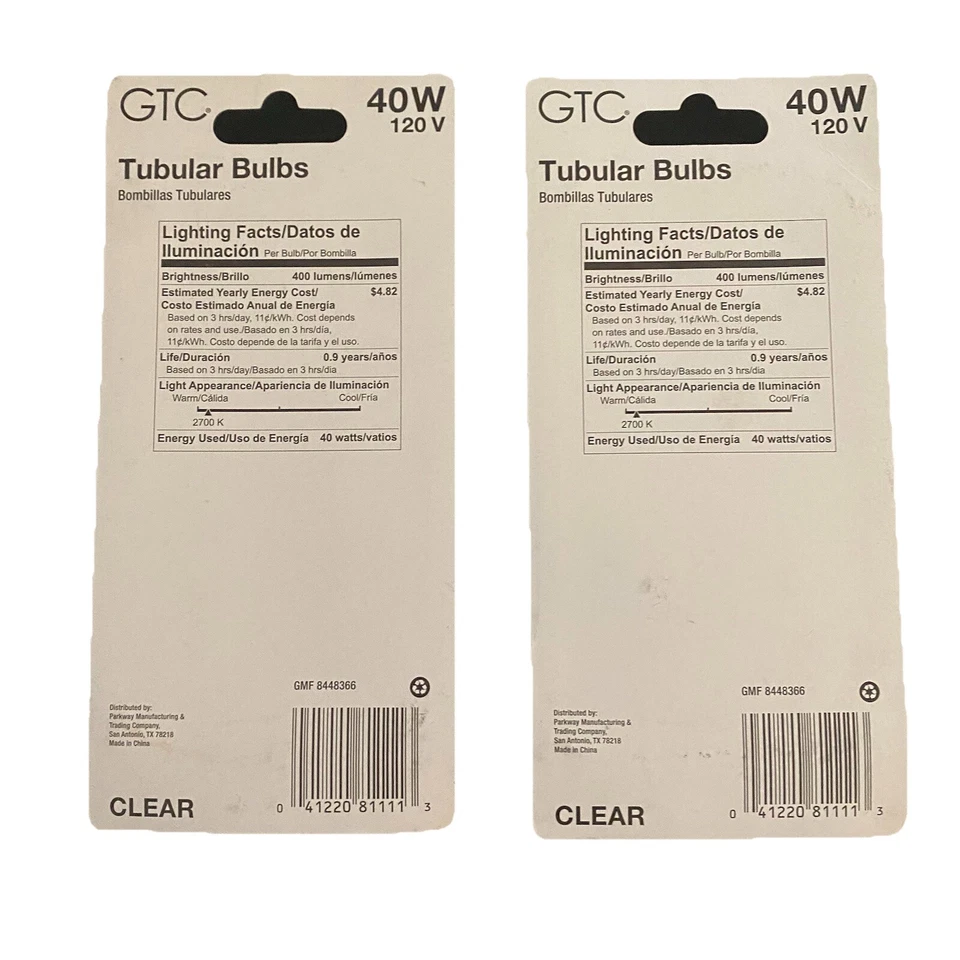 GTC®
40W
120 V
Tubular Bulbs
Bombillas Tubulares
Lighting Facts/Datos de
Iluminación Per Bulb/Por Bombilla
Brightness/Brillo 400 lumens/lúmenes
Estimated Yearly Energy Cost/ $4.82
Costo Estimado Anual de Energía
Based on 3 hrs/day, 11¢/kWh. Cost depends
on rates and use./Basado en 3 hrs/día,
11¢/kWh. Costo depende de la tarifa y el uso.
Life/Duración 0.9 years/años
Based on 3 hrs/day/Basado en 3 hrs/dia
Light Appearance/Apariencia de Iluminación
Warm/Cálida Cool/Fría
2700 K
Energy Used/Uso de Energía 40 watts/vatios
GMF 8448366
Distributed by:
Parkway Manufacturing &
Trading Company,
San Antonio, TX 78218
Made in China
CLEAR
0 41220 81111 3
GTC®
40W
120 V
Tubular Bulbs
Bombillas Tubulares
Lighting Facts/Datos de
Iluminación Per Bulb/Por Bombilla
Brightness/Brillo 400 lumens/lúmenes
Estimated Yearly Energy Cost/ $4.82
Costo Estimado Anual de Energía
Based on 3 hrs/day, 11¢/kWh. Cost depends
on rates and use./Basado en 3 hrs/día,
11¢/kWh. Costo depende de la tarifa y el uso.
Life/Duración 0.9 years/años
Based on 3 hrs/day/Basado en 3 hrs/dia
Light Appearance/Apariencia de Iluminación
Warm/Cálida Cool/Fría
2700 K
Energy Used/Uso de Energía 40 watts/vatios
GMF 8448366
Distributed by:
Parkway Manufacturing &
Trading Company,
San Antonio, TX 78218
Made in China
CLEAR
0 41220 81111 3